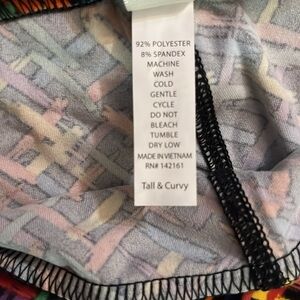 92% POLYESTER
8% SPANDEX
MACHINE
WASH
COLD
GENTLE
CYCLE
DO NOT
BLEACH
TUMBLE
DRY LOW
MADE IN VIETNAM
RN# 142161
Tall & Curvy